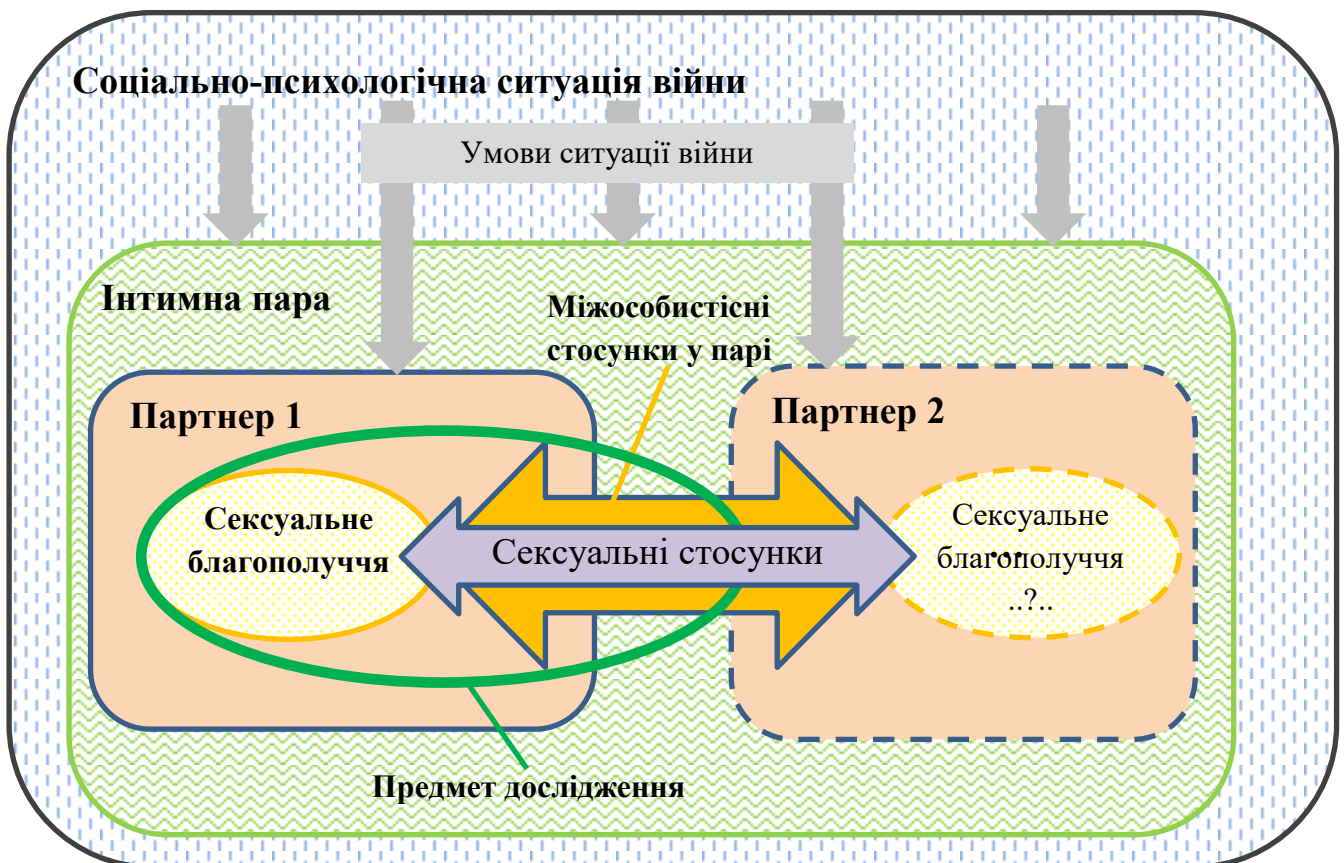 Соціально-психологічна ситуація війни
Умови ситуації війни
Інтимна пара
Міжособистісні
стосунки у парі
Партнер 1
Партнер 2
Сексуальне
благополуччя
Сексуальні стосунки
Сексуальне
...
благополуччя
..?..
Предмет дослідження